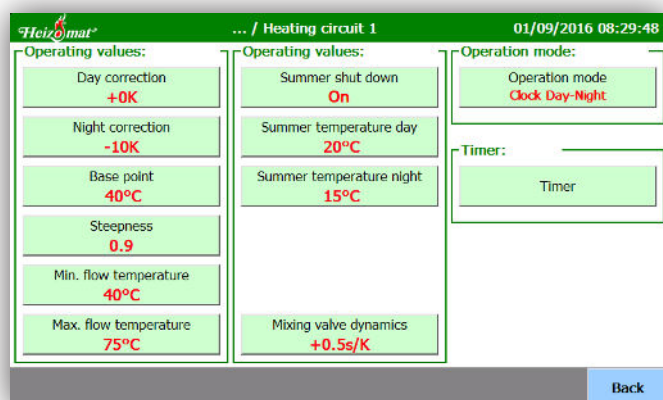 Heizomat
... / Heating circuit 1
01/09/2016 08:29:48
Operating values:
Day correction
+0K
Night correction
-10K
Base point
40°C
Steepness
0.9
Min. flow temperature
40°C
Max. flow temperature
75°C
Operating values:
Summer shut down
On
Summer temperature day
20°C
Summer temperature night
15°C
Mixing valve dynamics
+0.5s/K
Operation mode:
Operation mode
Clock Day-Night
Timer:
Timer
Back